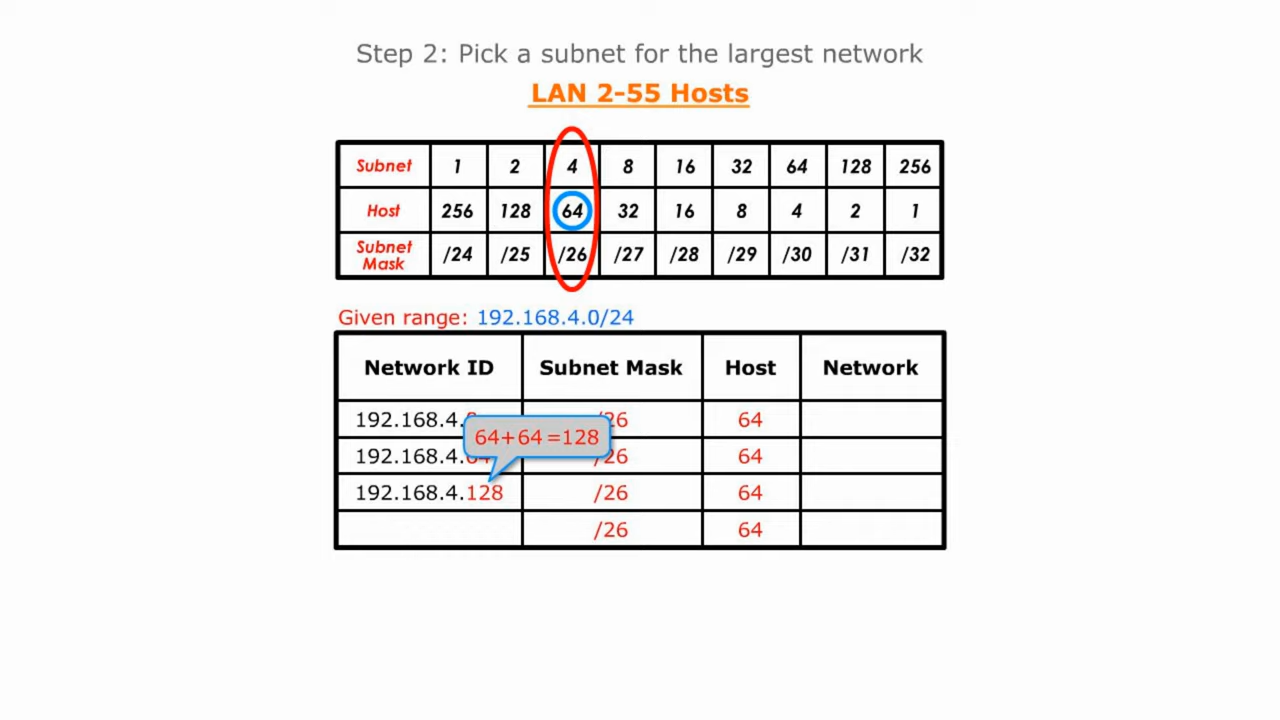 Step 2: Pick a subnet for the largest network
LAN 2-55 Hosts
Subnet 1 2 4 8 16 32 64 128 256
Host 256 128 64 32 16 8 4 2 1
Subnet Mask /24 /25 /26 /27 /28 /29 /30 /31 /32
Given range: 192.168.4.0/24
Network ID Subnet Mask Host Network
192.168.4. /26 64
64+64=128
192.168.4.64 /26 64
192.168.4.128 /26 64
/26 64